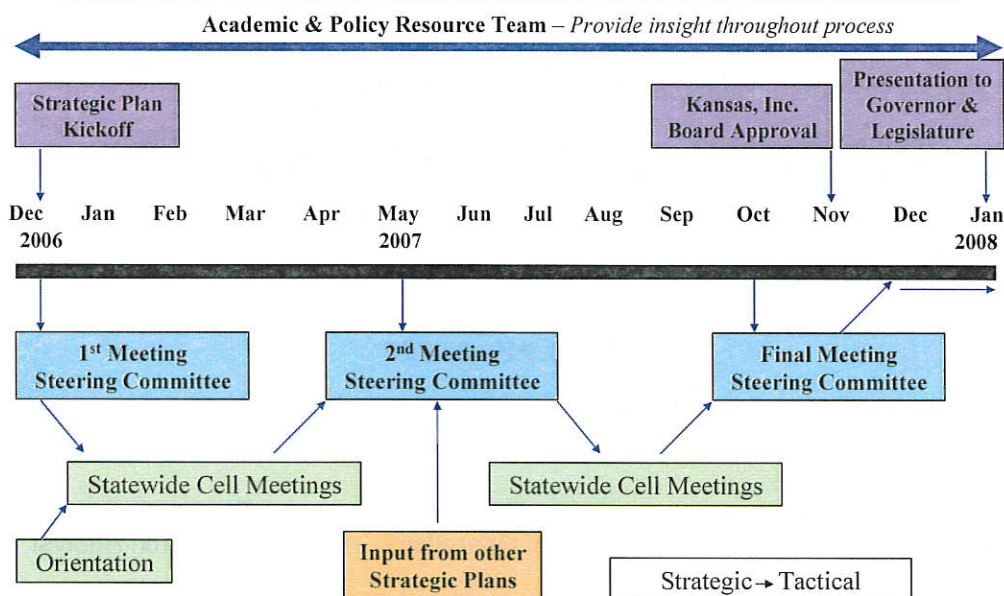 Academic & Policy Resource Team – Provide insight throughout process
Strategic Plan
Kickoff
Kansas, Inc.
Board Approval
Presentation to
Governor &
Legislature
Dec Jan Feb Mar Apr May Jun Jul Aug Sep Oct Nov Dec Jan
2006 2007 2008
1st Meeting
Steering Committee
2nd Meeting
Steering Committee
Final Meeting
Steering Committee
Statewide Cell Meetings
Statewide Cell Meetings
Orientation
Input from other
Strategic Plans
Strategic → Tactical